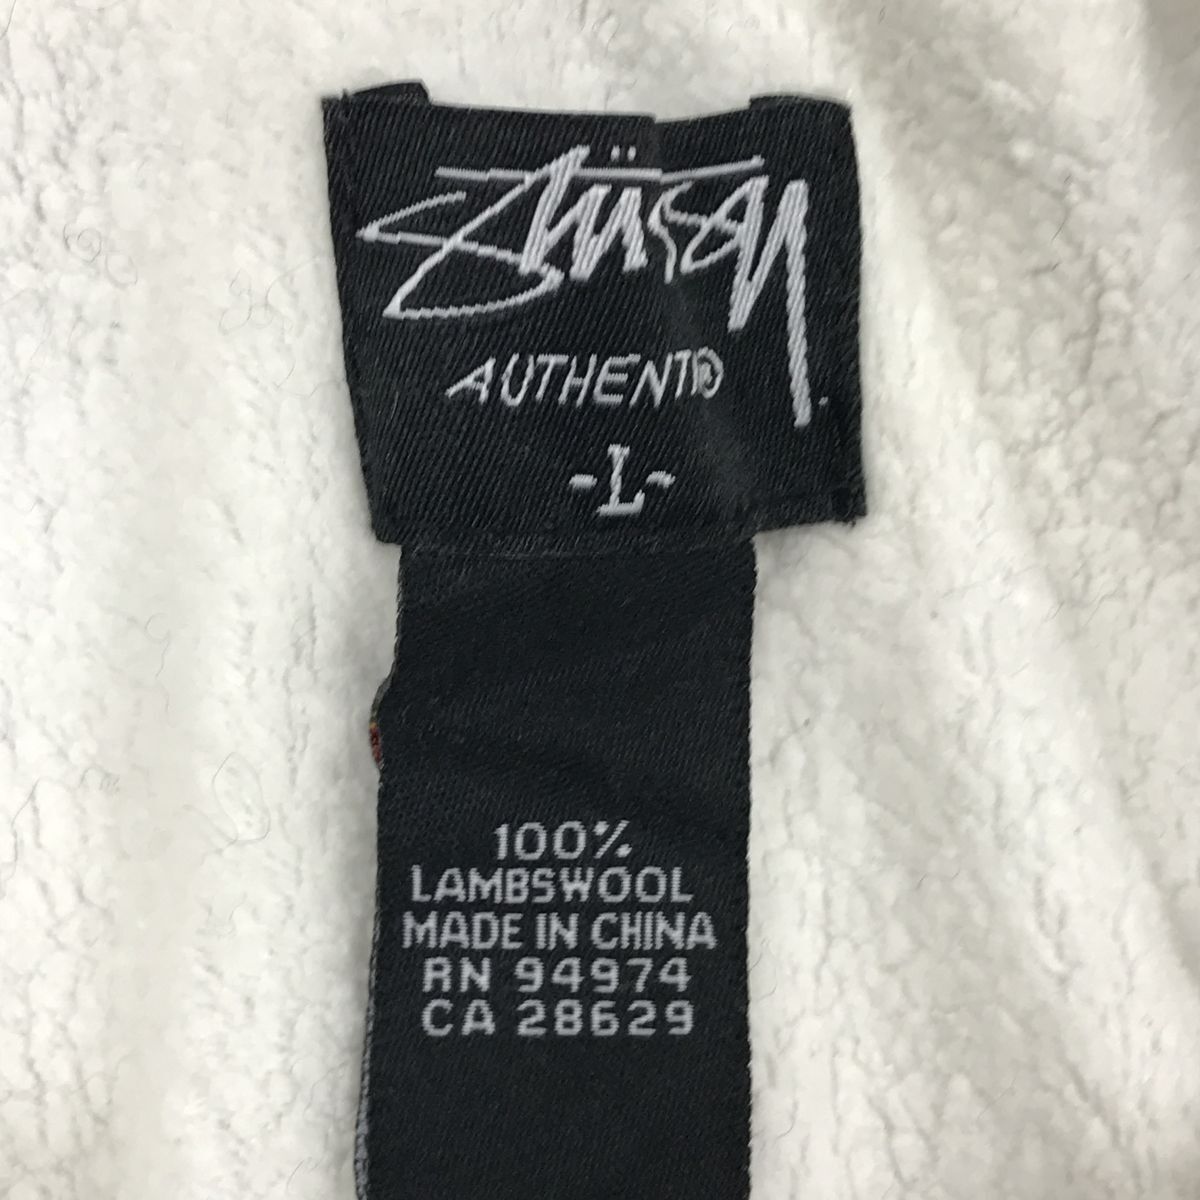 Stüssy
AUTHENTIC
-L-
100%
LAMBSWOOL
MADE IN CHINA
RN 94974
CA 28629